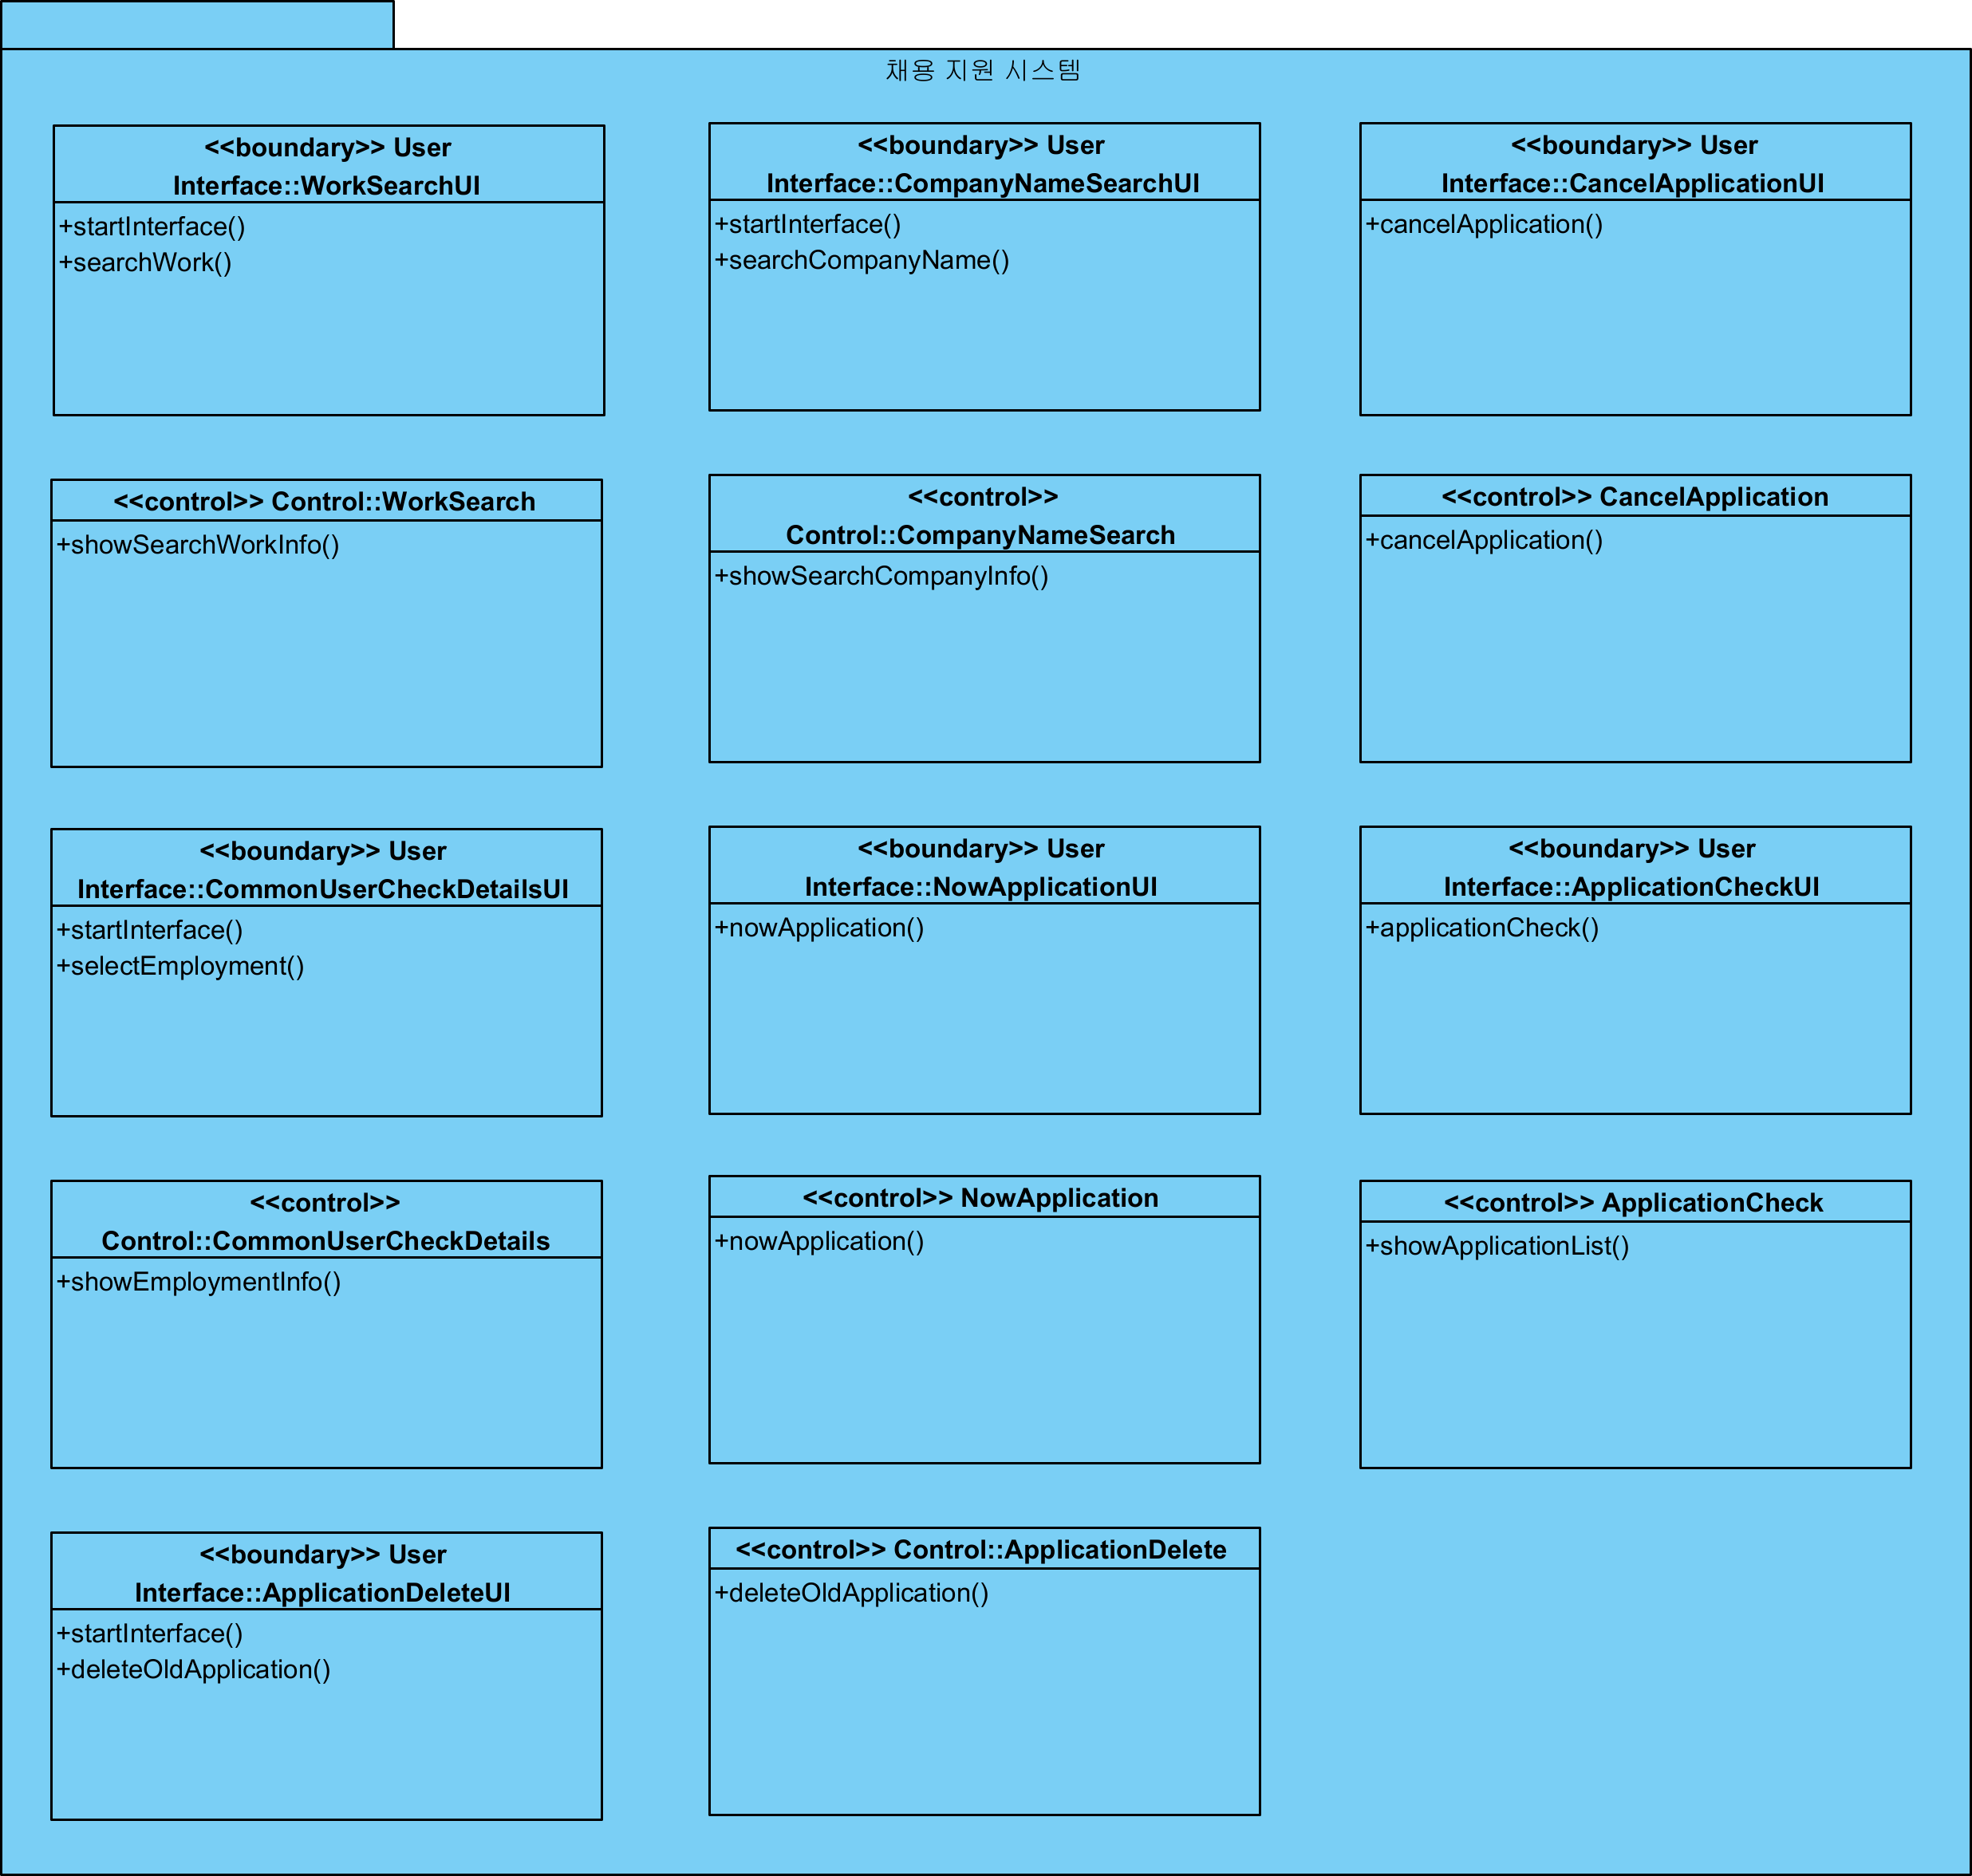 채용 지원 시스템
<<boundary>> User
Interface::WorkSearchUI
+startInterface()
+searchWork()
<<boundary>> User
Interface::CompanyNameSearchUI
+startInterface()
+searchCompanyName()
<<boundary>> User
Interface::CancelApplicationUI
+cancelApplication()
<<control>> Control::WorkSearch
+showSearchWorkInfo()
<<control>>
Control::CompanyNameSearch
+showSearchCompanyInfo()
<<control>> CancelApplication
+cancelApplication()
<<boundary>> User
Interface::CommonUserCheckDetailsUI
+startInterface()
+selectEmployment()
<<boundary>> User
Interface::NowApplicationUI
+nowApplication()
<<boundary>> User
Interface::ApplicationCheckUI
+applicationCheck()
<<control>>
Control::CommonUserCheckDetails
+showEmploymentInfo()
<<control>> NowApplication
+nowApplication()
<<control>> ApplicationCheck
+showApplicationList()
<<boundary>> User
Interface::ApplicationDeleteUI
+startInterface()
+deleteOldApplication()
<<control>> Control::ApplicationDelete
+deleteOldApplication()